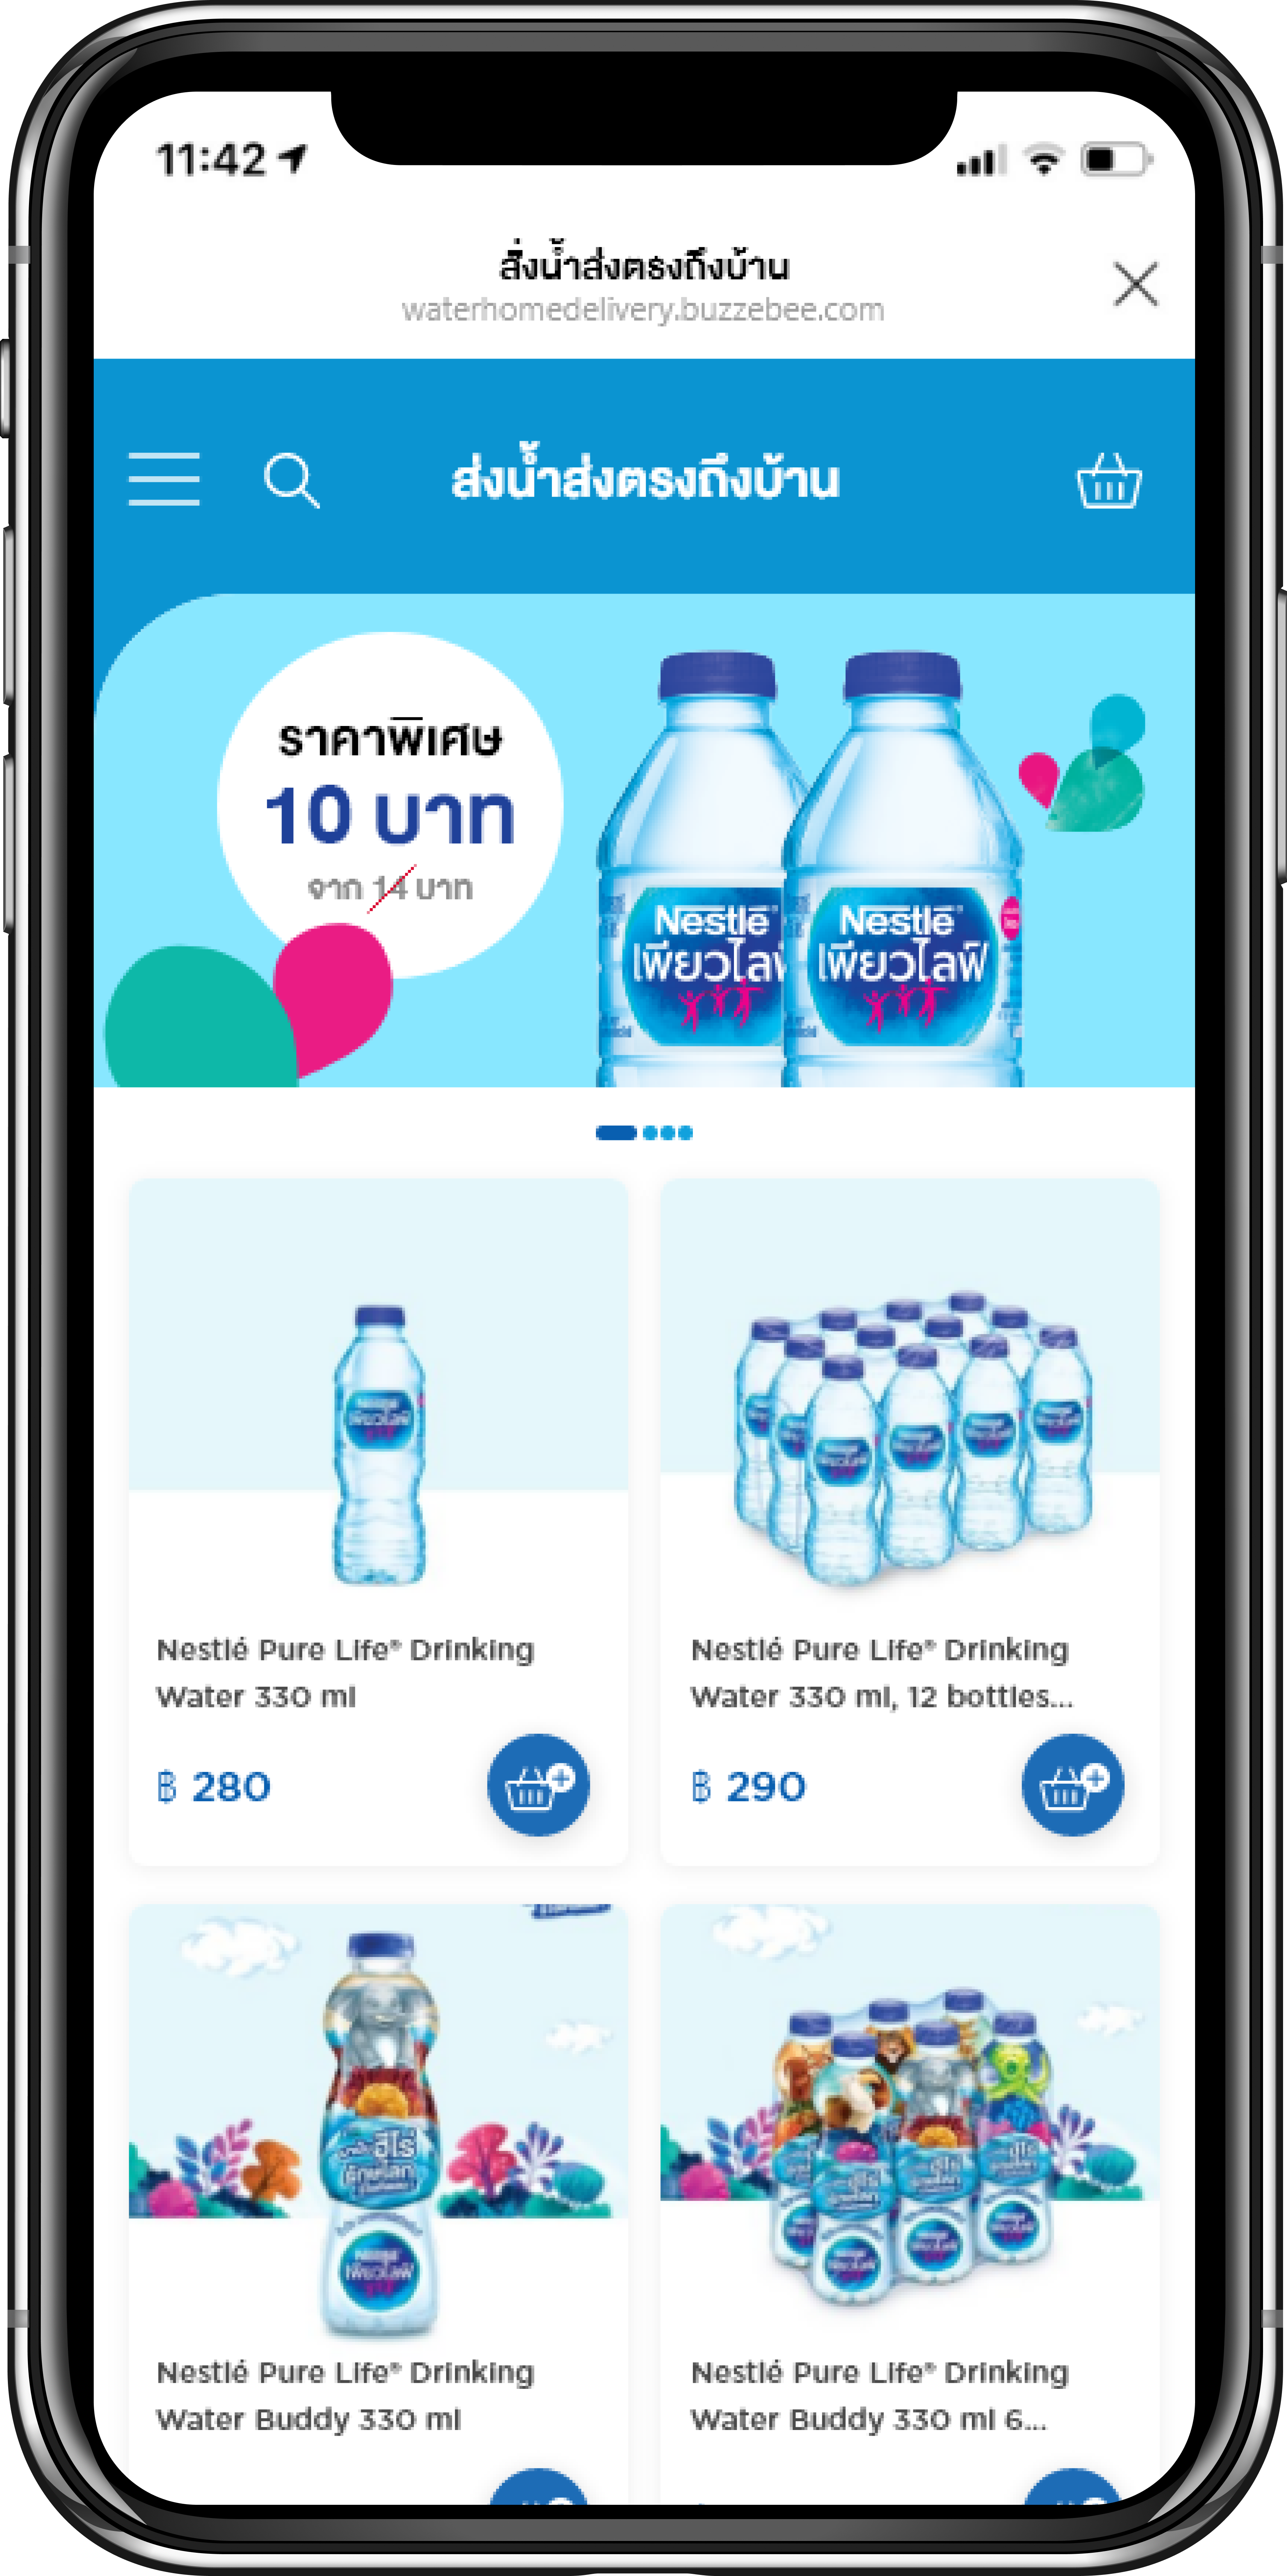 11:42
สั่งน้ำส่งตรงถึงบ้าน
waterhomedelivery.buzzebee.com
ส่งน้ำส่งตรงถึงบ้าน
ราคาพิเศษ
10 บาท
จาก 14 บาท
Nestlé
เพียวไลฟ์
Nestlé
เพียวไลฟ์
Nestlé Pure Life® Drinking
Water 330 ml
฿ 280
Nestlé Pure Life® Drinking
Water 330 ml, 12 bottles...
฿ 290
Nestlé Pure Life® Drinking
Water Buddy 330 ml
Nestlé Pure Life® Drinking
Water Buddy 330 ml 6...